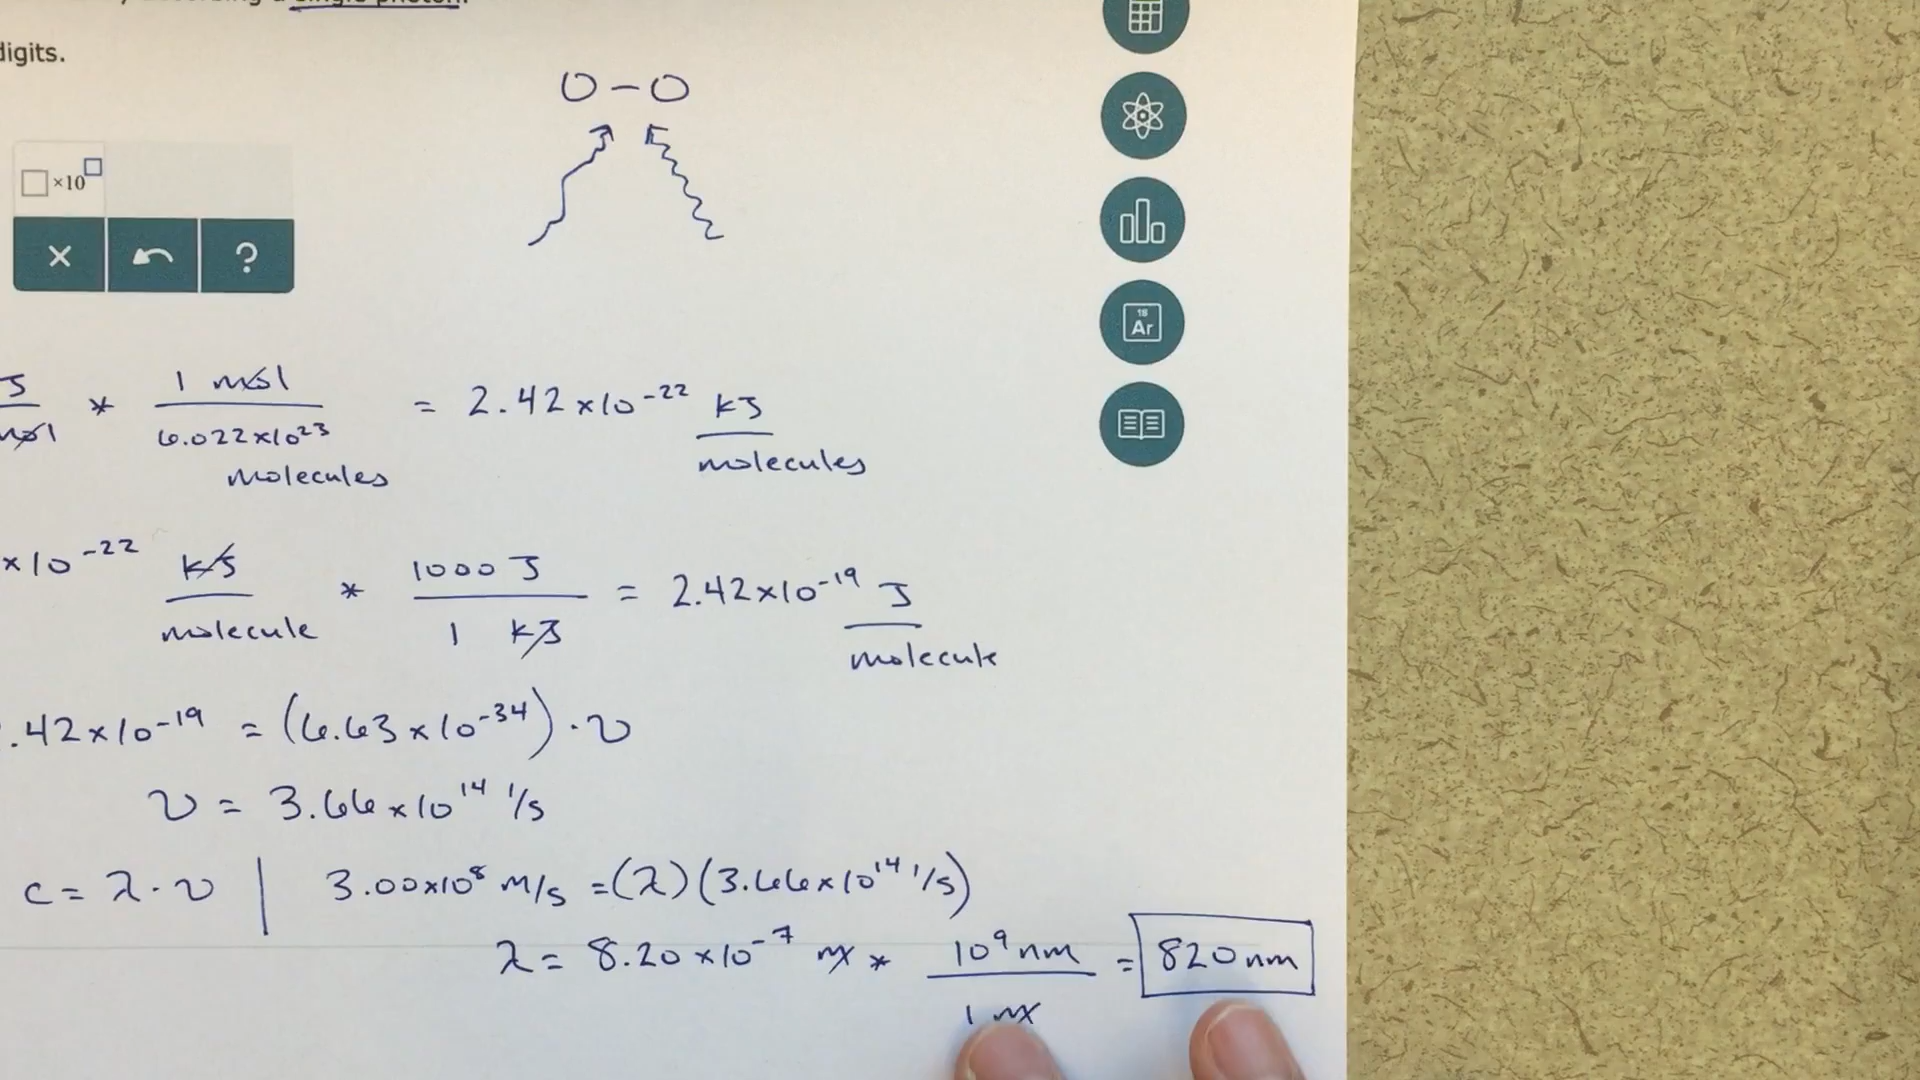 digits.
O-O
□×10□
× ?
18
Ar
J * 1 mol = 2.42×10⁻²² kJ
mol 6.022×10²³ molecules
molecules
×10⁻²² kJ * 1000 J = 2.42×10⁻¹⁹ J
molecule 1 kJ molecule
.42×10⁻¹⁹ = (6.63×10⁻³⁴)·ν
ν = 3.66×10¹⁴ 1/s
c = λ·ν | 3.00×10⁸ m/s = (λ)(3.66×10¹⁴ 1/s)
λ = 8.20×10⁻⁷ m * 10⁹ nm = 820 nm
1 m